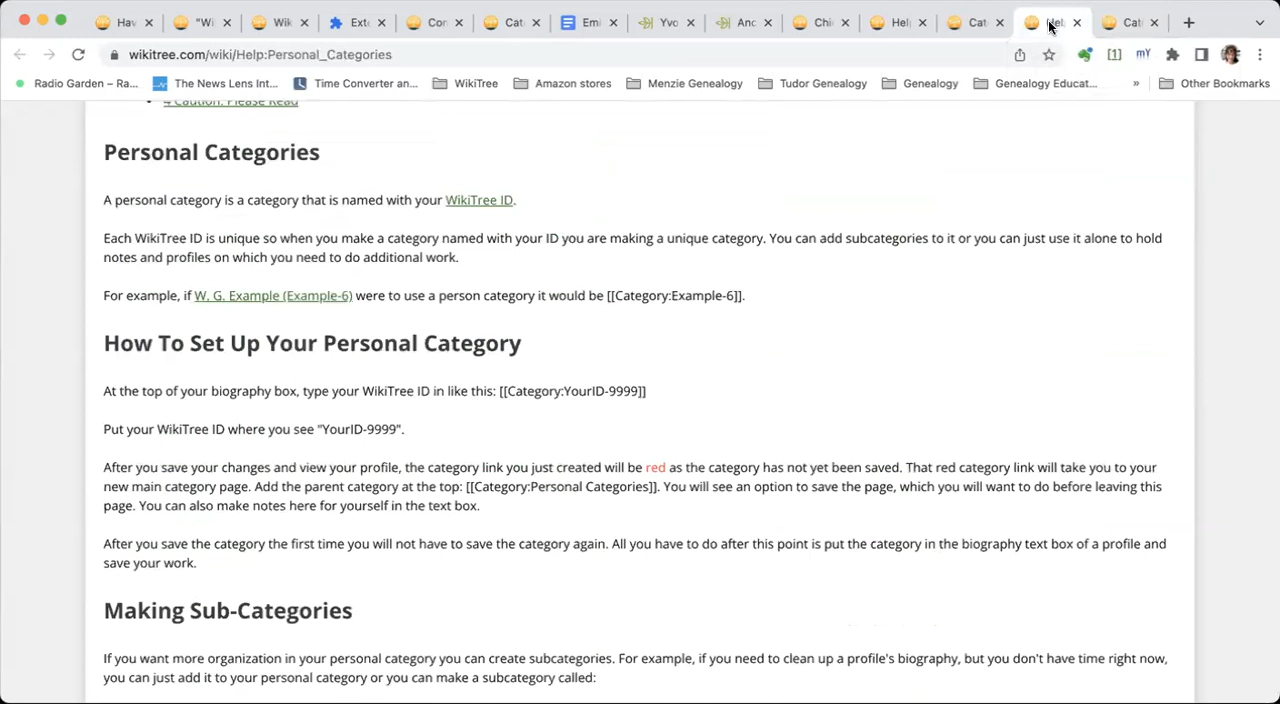 Hav
"Wi
Wik
Exte
Con
Cate
Emi
Yvo
Anc
Chi
Help
Cat
Hel
Cat
wikitree.com/wiki/Help:Personal_Categories
Radio Garden – Ra...
The News Lens Int...
Time Converter an...
WikiTree
Amazon stores
Menzie Genealogy
Tudor Genealogy
Genealogy
Genealogy Educat...
»
Other Bookmarks
4 Caution: Please Read
Personal Categories
A personal category is a category that is named with your WikiTree ID.
Each WikiTree ID is unique so when you make a category named with your ID you are making a unique category. You can add subcategories to it or you can just use it alone to hold
notes and profiles on which you need to do additional work.
For example, if W. G. Example (Example-6) were to use a person category it would be [[Category:Example-6]].
How To Set Up Your Personal Category
At the top of your biography box, type your WikiTree ID in like this: [[Category:YourID-9999]]
Put your WikiTree ID where you see "YourID-9999".
After you save your changes and view your profile, the category link you just created will be red as the category has not yet been saved. That red category link will take you to your
new main category page. Add the parent category at the top: [[Category:Personal Categories]]. You will see an option to save the page, which you will want to do before leaving this
page. You can also make notes here for yourself in the text box.
After you save the category the first time you will not have to save the category again. All you have to do after this point is put the category in the biography text box of a profile and
save your work.
Making Sub-Categories
If you want more organization in your personal category you can create subcategories. For example, if you need to clean up a profile's biography, but you don't have time right now,
you can just add it to your personal category or you can make a subcategory called: